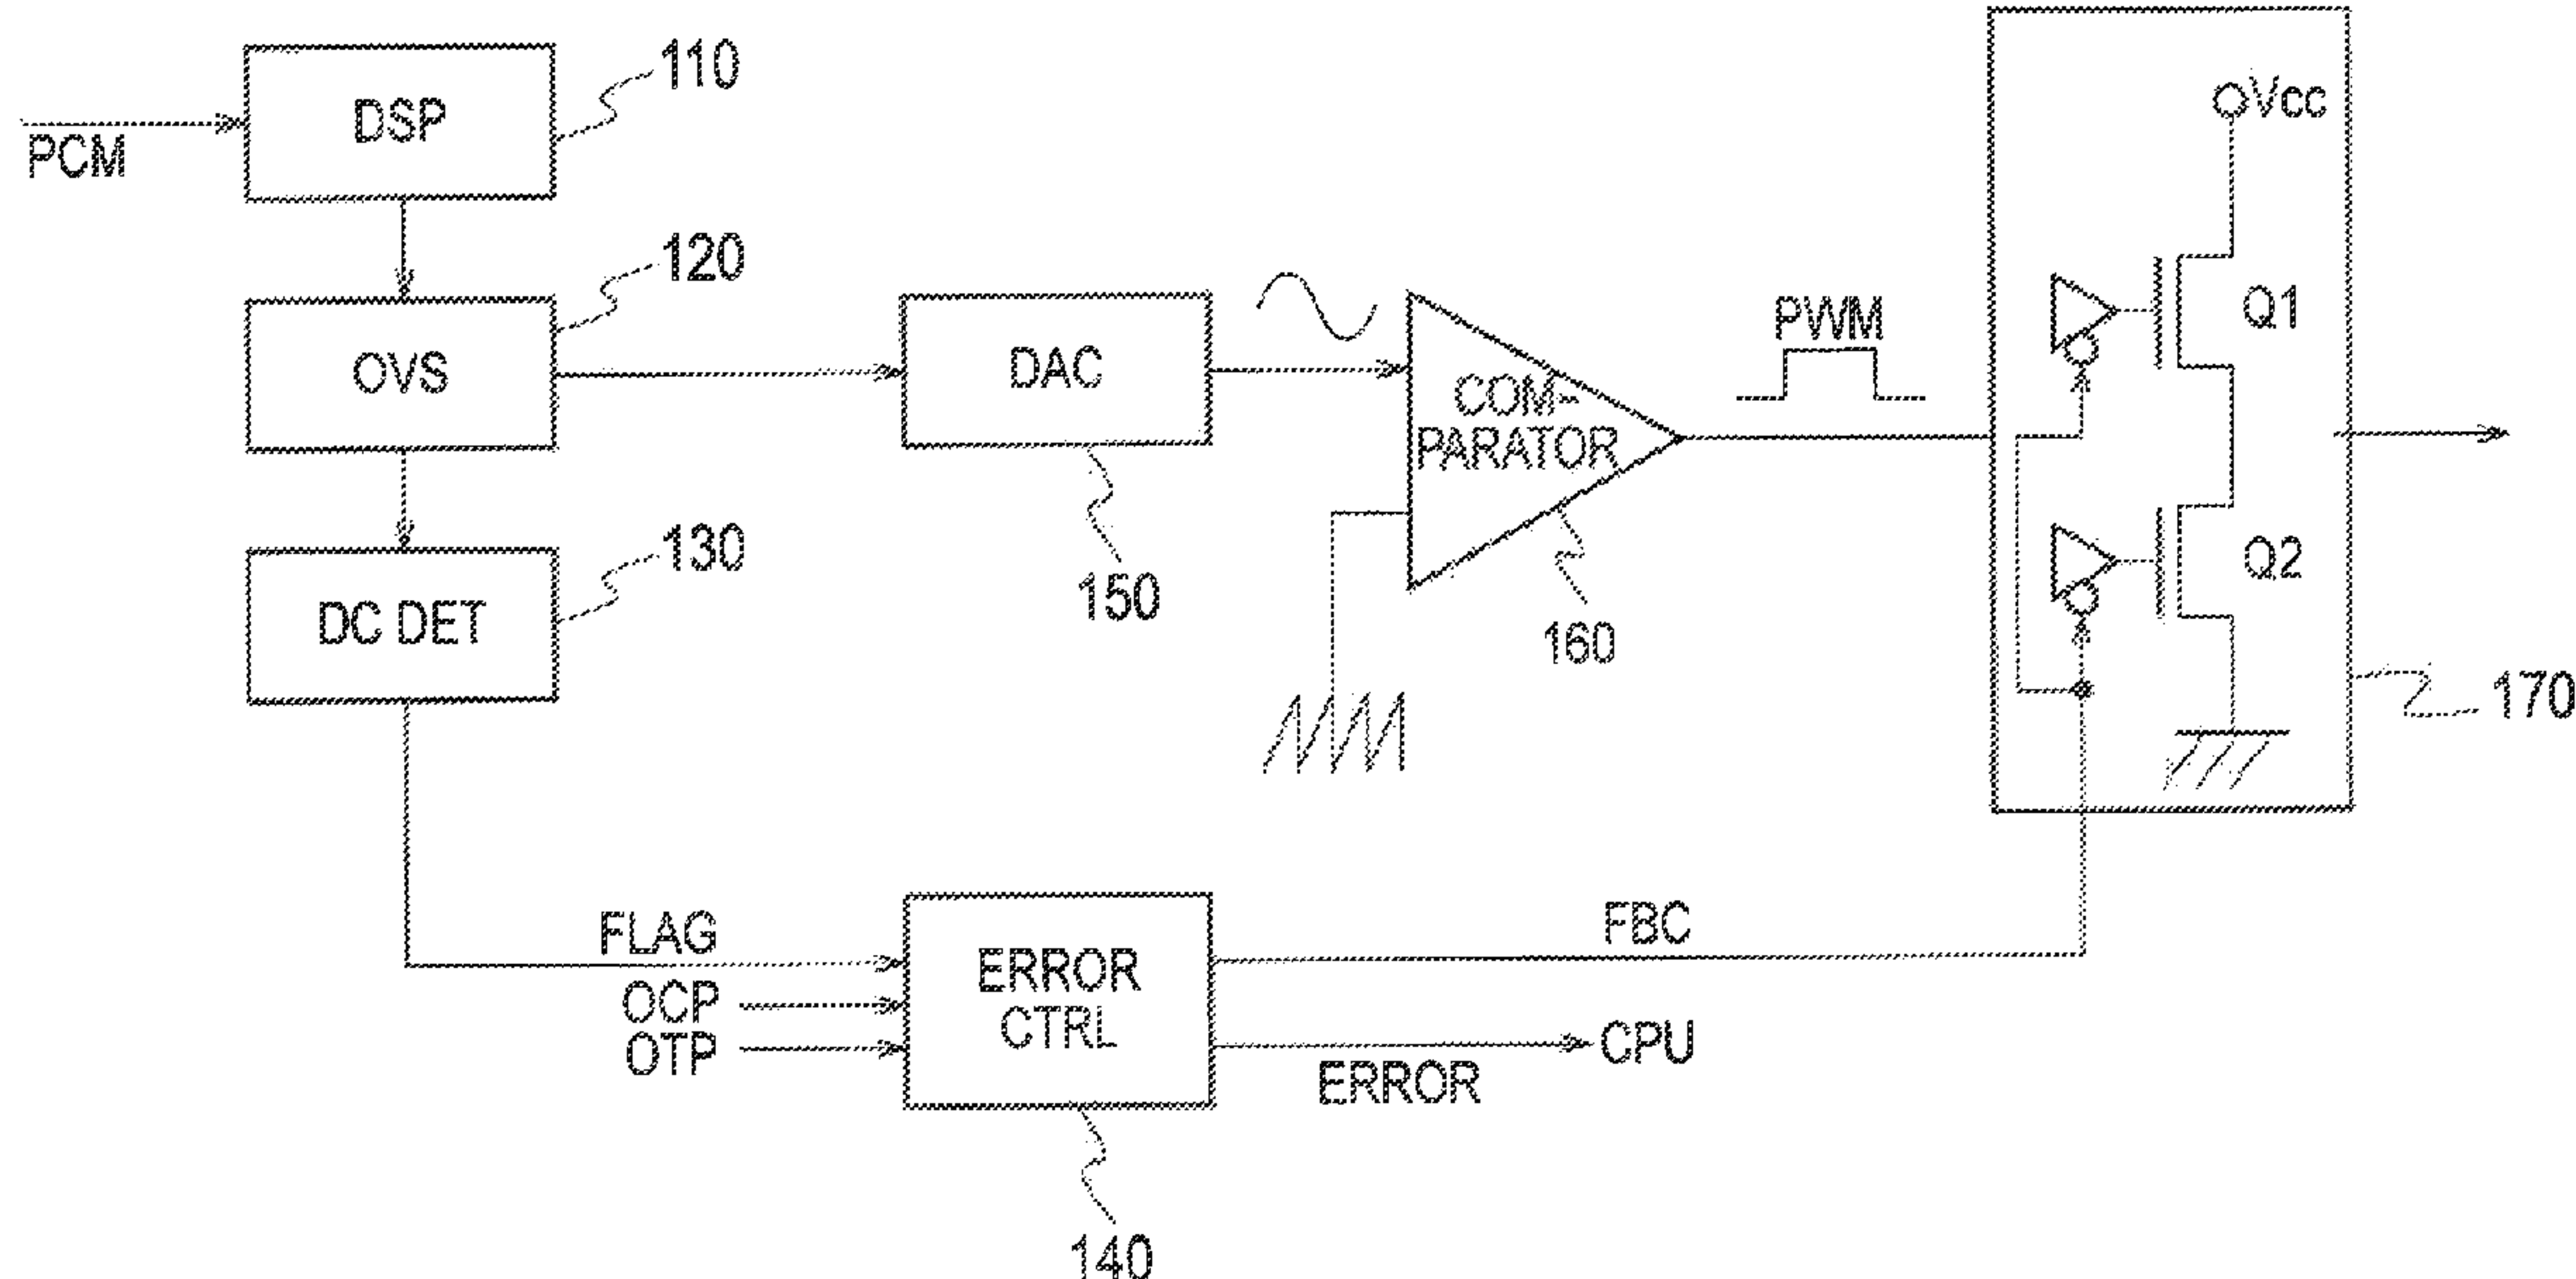 110
DSP
PCM
Vcc
120
OVS
DAC
PWM
Q1
COM-
PARATOR
130
DC DET
150
160
Q2
170
FLAG
OCP
OTP
ERROR
CTRL
FBC
CPU
ERROR
140